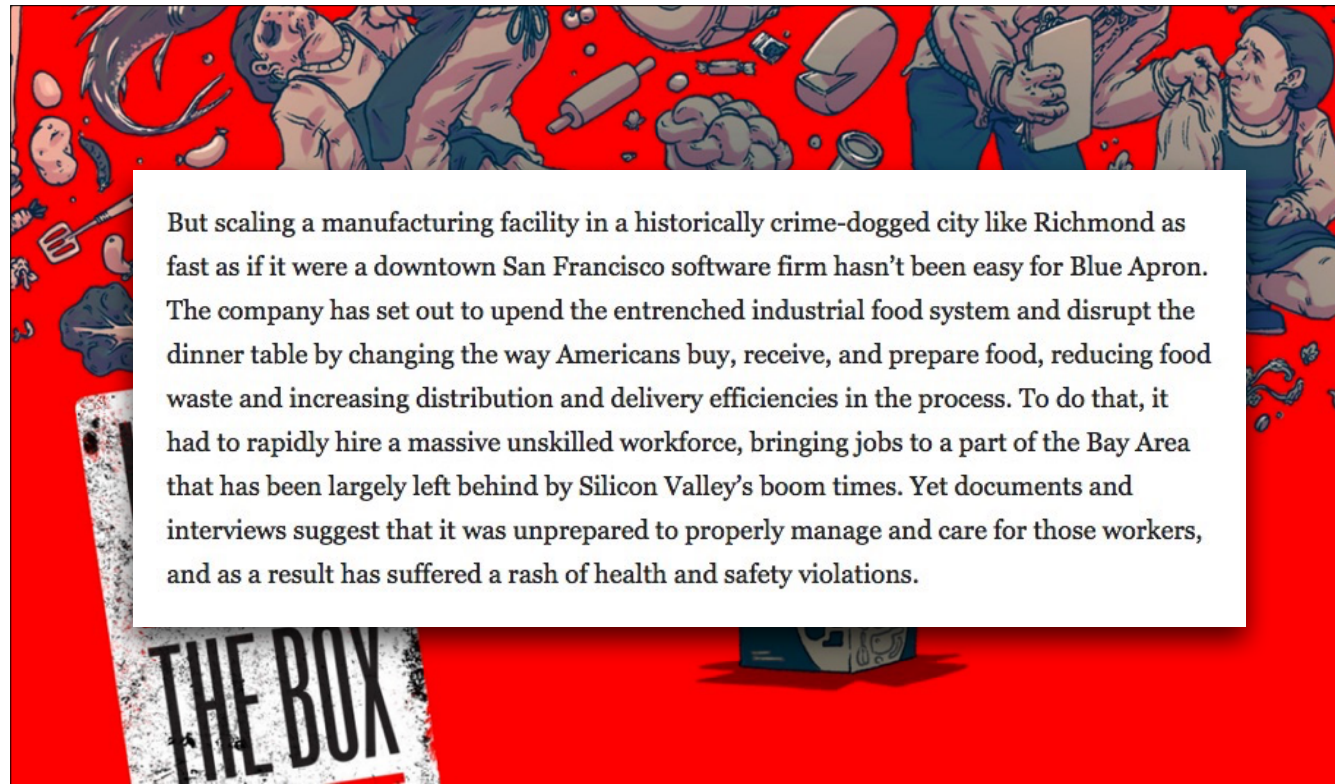 But scaling a manufacturing facility in a historically crime-dogged city like Richmond as
fast as if it were a downtown San Francisco software firm hasn’t been easy for Blue Apron.
The company has set out to upend the entrenched industrial food system and disrupt the
dinner table by changing the way Americans buy, receive, and prepare food, reducing food
waste and increasing distribution and delivery efficiencies in the process. To do that, it
had to rapidly hire a massive unskilled workforce, bringing jobs to a part of the Bay Area
that has been largely left behind by Silicon Valley’s boom times. Yet documents and
interviews suggest that it was unprepared to properly manage and care for those workers,
and as a result has suffered a rash of health and safety violations.
THE BOX